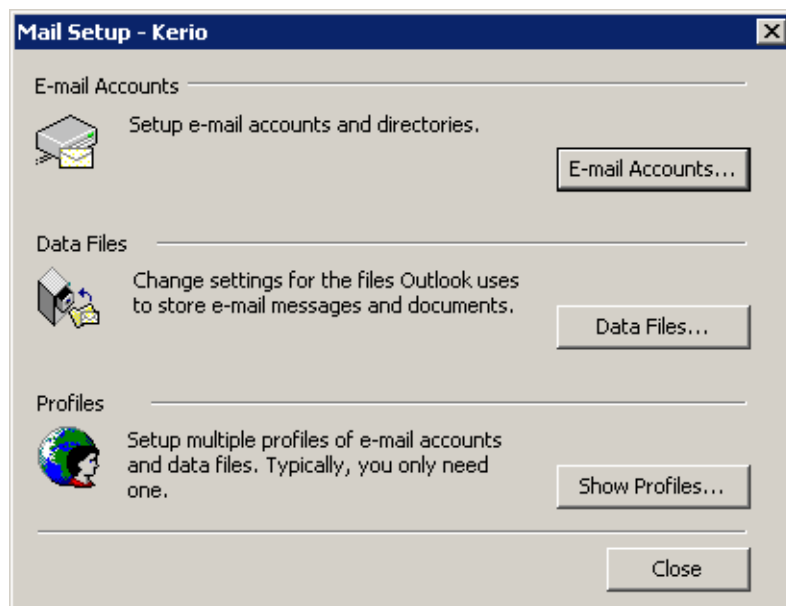 Mail Setup - Kerio
E-mail Accounts
Setup e-mail accounts and directories.
E-mail Accounts...
Data Files
Change settings for the files Outlook uses
to store e-mail messages and documents.
Data Files...
Profiles
Setup multiple profiles of e-mail accounts
and data files. Typically, you only need
one.
Show Profiles...
Close